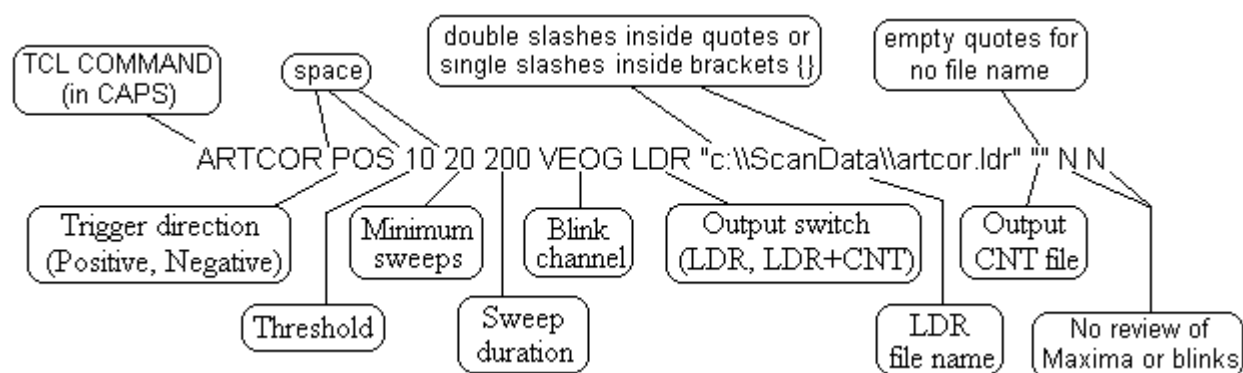 double slashes inside quotes or
single slashes inside brackets {}
empty quotes for
no file name
TCL COMMAND
(in CAPS)
space
ARTCOR POS 10 20 200 VEOG LDR "c:\\ScanData\\artcor.ldr" "" N N
Trigger direction
(Positive, Negative)
Minimum
sweeps
Blink
channel
Output switch
(LDR, LDR+CNT)
Output
CNT file
Threshold
Sweep
duration
LDR
file name
No review of
Maxima or blinks